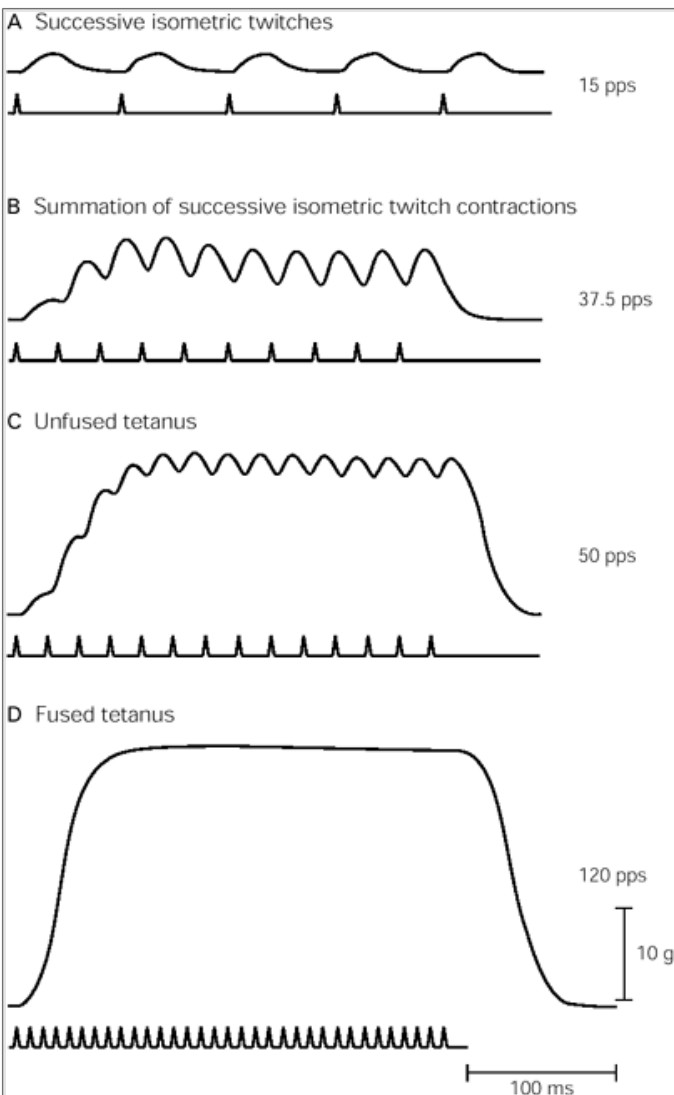 A Successive isometric twitches
15 pps
B Summation of successive isometric twitch contractions
37.5 pps
C Unfused tetanus
50 pps
D Fused tetanus
120 pps
10 g
100 ms